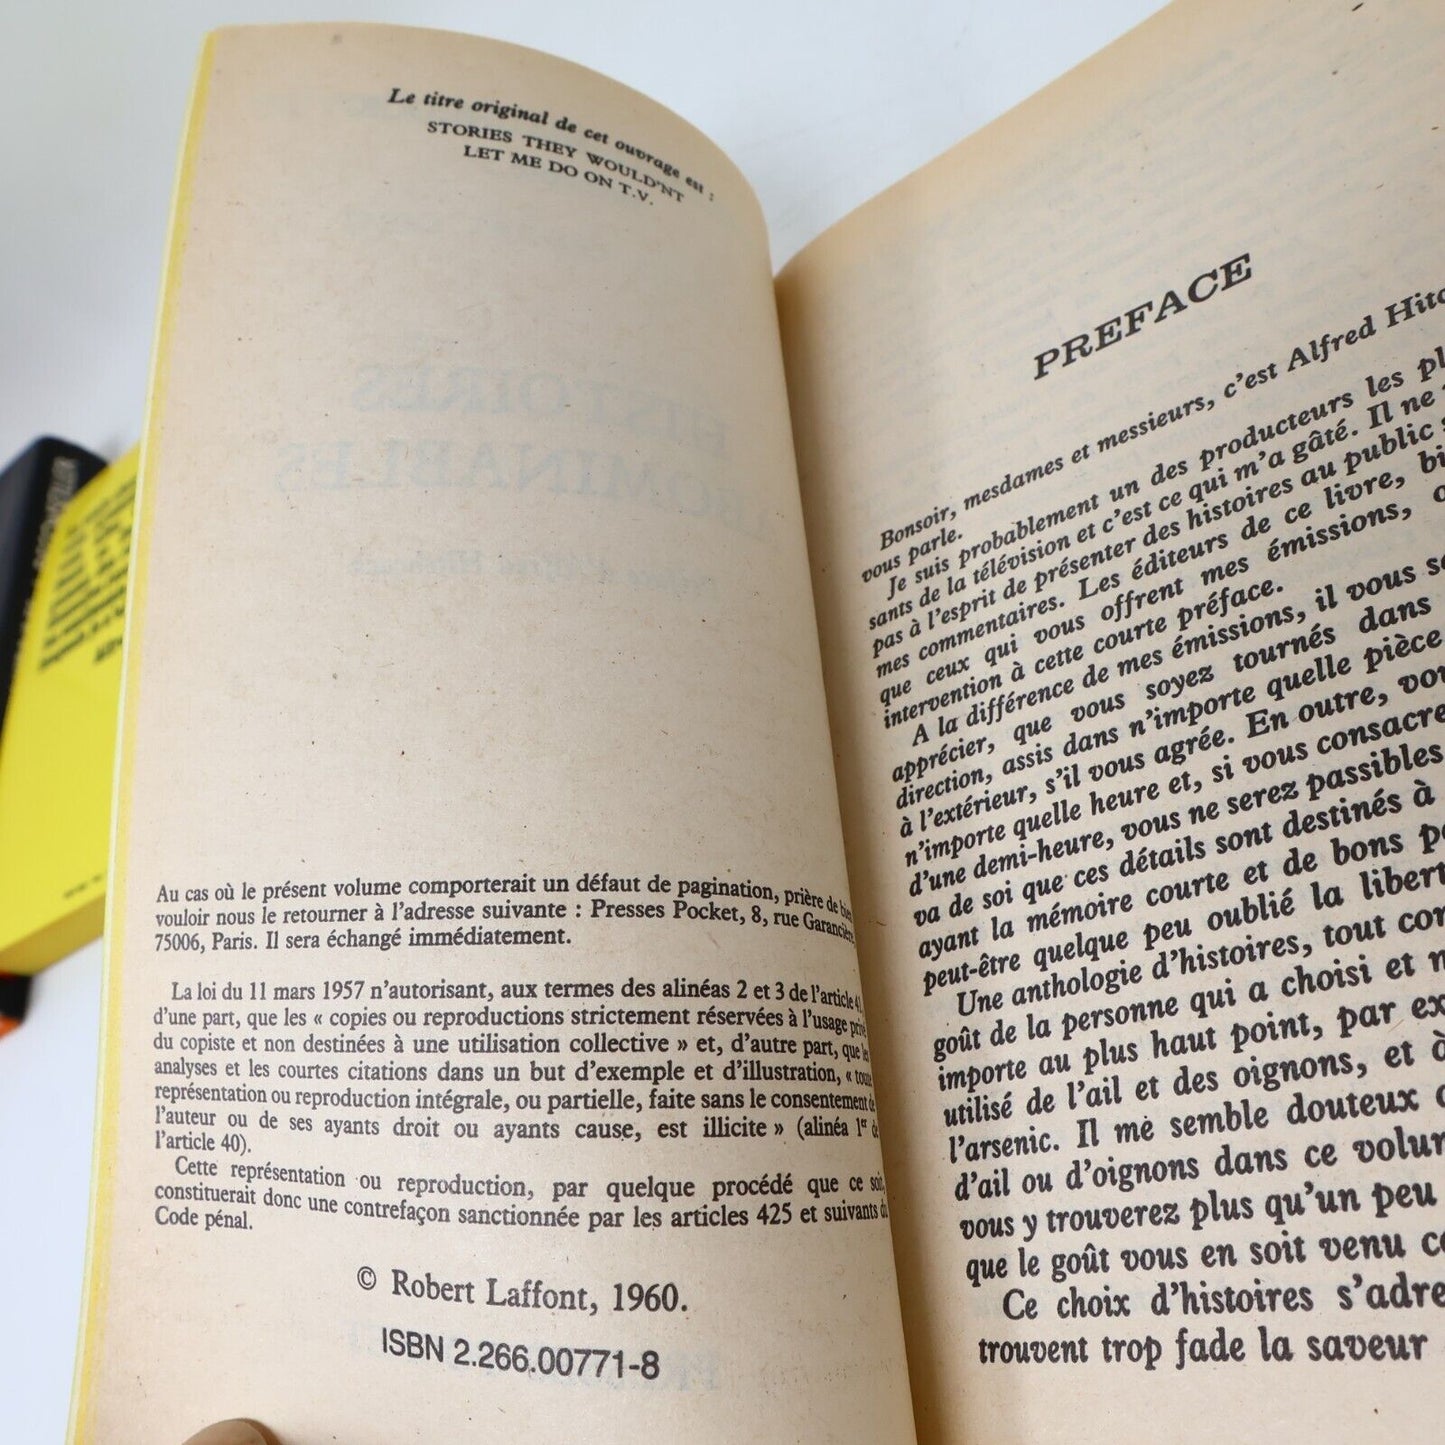 Le titre original de cet ouvrage est :
STORIES THEY WOULD'NT
LET ME DO ON T.V.
Au cas où le présent volume comporterait un défaut de pagination, prière de bien
vouloir nous le retourner à l'adresse suivante : Presses Pocket, 8, rue Garancière,
75006, Paris. Il sera échangé immédiatement.
La loi du 11 mars 1957 n'autorisant, aux termes des alinéas 2 et 3 de l'article 41,
d'une part, que les « copies ou reproductions strictement réservées à l'usage privé
du copiste et non destinées à une utilisation collective » et, d'autre part, que les
analyses et les courtes citations dans un but d'exemple et d'illustration, « toute
représentation ou reproduction intégrale, ou partielle, faite sans le consentement de
l'auteur ou de ses ayants droit ou ayants cause, est illicite » (alinéa 1er de
l'article 40).
Cette représentation ou reproduction, par quelque procédé que ce soit,
constituerait donc une contrefaçon sanctionnée par les articles 425 et suivants du
Code pénal.
© Robert Laffont, 1960.
ISBN 2.266.00771-8
PREFACE
Bonsoir, mesdames et messieurs, c'est Alfred Hitc
vous parle.
Je suis probablement un des producteurs les pl
sants de la télévision et c'est ce qui m'a gâté. Il ne
pas à l'esprit de présenter des histoires au public s
mes commentaires. Les éditeurs de ce livre, bi
que ceux qui vous offrent mes émissions, o
intervention à cette courte préface.
A la différence de mes émissions, il vous se
apprécier, que vous soyez tournés dans
direction, assis dans n'importe quelle pièce
à l'extérieur, s'il vous agrée. En outre, vou
n'importe quelle heure et, si vous consacre
d'une demi-heure, vous ne serez passibles
va de soi que ces détails sont destinés à
ayant la mémoire courte et de bons pe
peut-être quelque peu oublié la libert
Une anthologie d'histoires, tout com
goût de la personne qui a choisi et m
importe au plus haut point, par ex
utilisé de l'ail et des oignons, et à
l'arsenic. Il me semble douteux q
d'ail ou d'oignons dans ce volum
vous y trouverez plus qu'un peu
que le goût vous en soit venu co
Ce choix d'histoires s'adre
trouvent trop fade la saveur